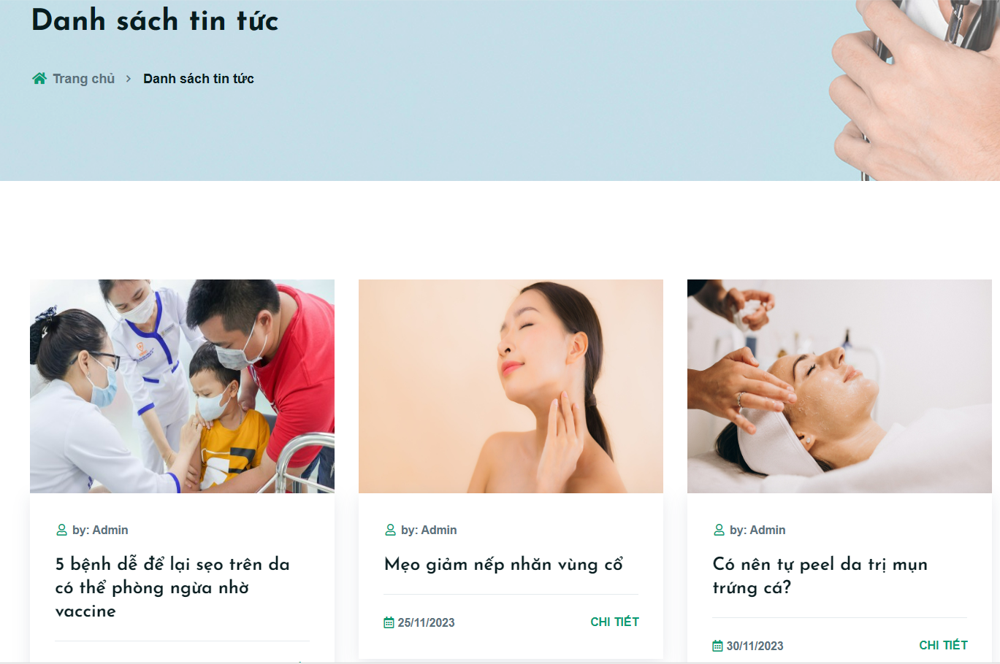 Danh sách tin tức
Trang chủ > Danh sách tin tức
by: Admin
5 bệnh dễ để lại sẹo trên da
có thể phòng ngừa nhờ
vaccine
by: Admin
Mẹo giảm nếp nhăn vùng cổ
25/11/2023 CHI TIẾT
by: Admin
Có nên tự peel da trị mụn
trứng cá?
30/11/2023 CHI TIẾT